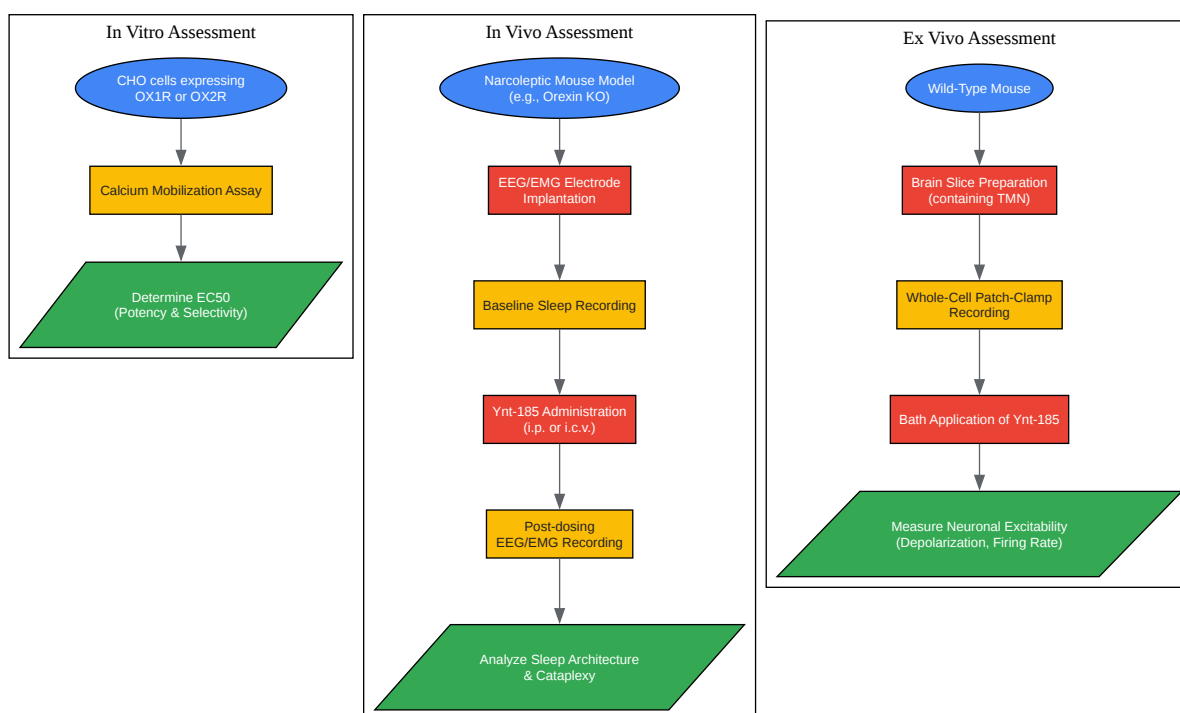 In Vitro Assessment
CHO cells expressing
OX1R or OX2R
Calcium Mobilization Assay
Determine EC50
(Potency & Selectivity)
In Vivo Assessment
Narcoleptic Mouse Model
(e.g., Orexin KO)
EEG/EMG Electrode
Implantation
Baseline Sleep Recording
Ynt-185 Administration
(i.p. or i.c.v.)
Post-dosing
EEG/EMG Recording
Analyze Sleep Architecture
& Cataplexy
Ex Vivo Assessment
Wild-Type Mouse
Brain Slice Preparation
(containing TMN)
Whole-Cell Patch-Clamp
Recording
Bath Application of Ynt-185
Measure Neuronal Excitability
(Depolarization, Firing Rate)